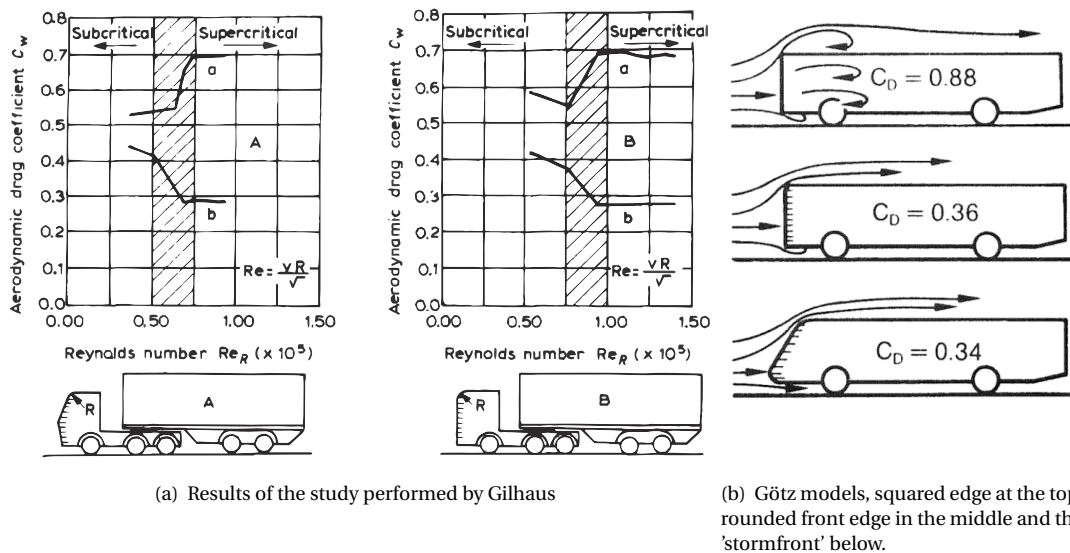 0.8
0.7
0.6
0.5
0.4
0.3
0.2
0.1
0.0
Aerodynamic drag coefficient C_w
Subcritical
Supercritical
a
A
b
Re = vR/√
0.00 0.50 1.00 1.50
Reynolds number Re_R (x 10^5)
R
A
0.8
0.7
0.6
0.5
0.4
0.3
0.2
0.1
0.0
Aerodynamic drag coefficient C_w
Subcritical
Supercritical
a
B
b
Re = vR/√
0.00 0.50 1.00 1.50
Reynolds number Re_R (x 10^5)
R
B
(a) Results of the study performed by Gilhaus
C_D = 0.88
C_D = 0.36
C_D = 0.34
(b) Götz models, squared edge at the top
rounded front edge in the middle and th
'stormfront' below.